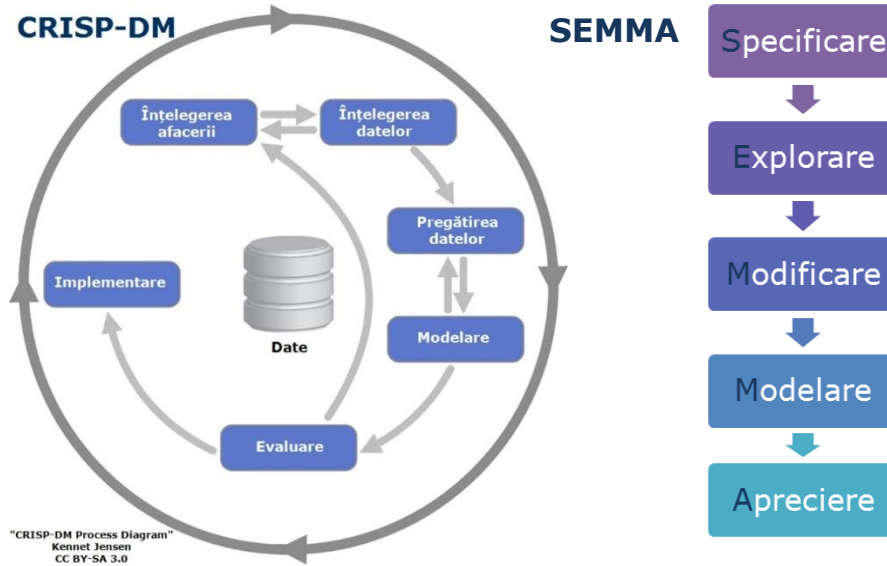 CRISP-DM
SEMMA
Înțelegerea
afacerii
Înțelegerea
datelor
Pregătirea
datelor
Modelare
Evaluare
Implementare
Date
"CRISP-DM Process Diagram"
Kennet Jensen
CC BY-SA 3.0
Specificare
Explorare
Modificare
Modelare
Apreciere